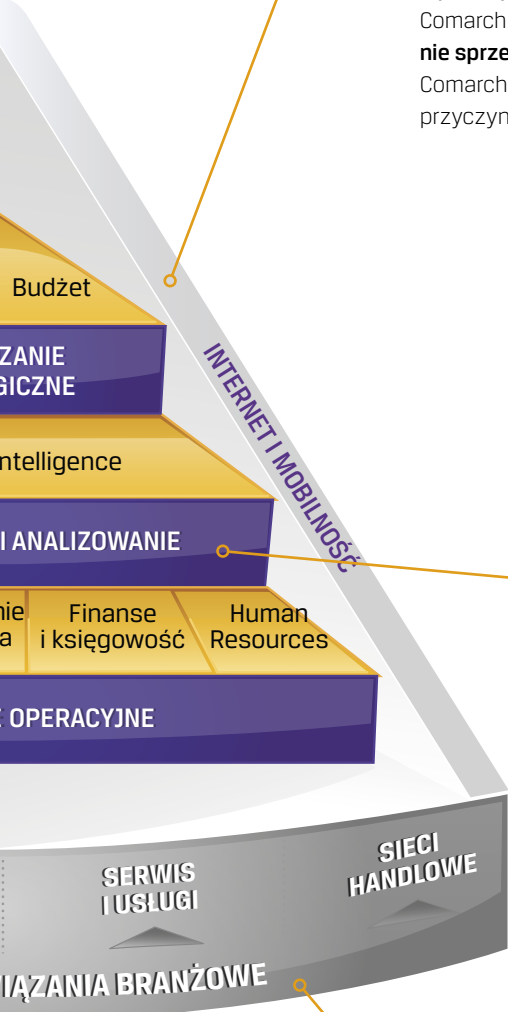 Comarch
nie sprze
Comarch
przyczyn
Budżet
ZANIE
GICZNE
INTERNET I MOBILNOŚĆ
ntelligence
I ANALIZOWANIE
nie
a
Finanse
i księgowość
Human
Resources
E OPERACYJNE
SERWIS
I USŁUGI
SIECI
HANDLOWE
IĄZANIA BRANŻOWE